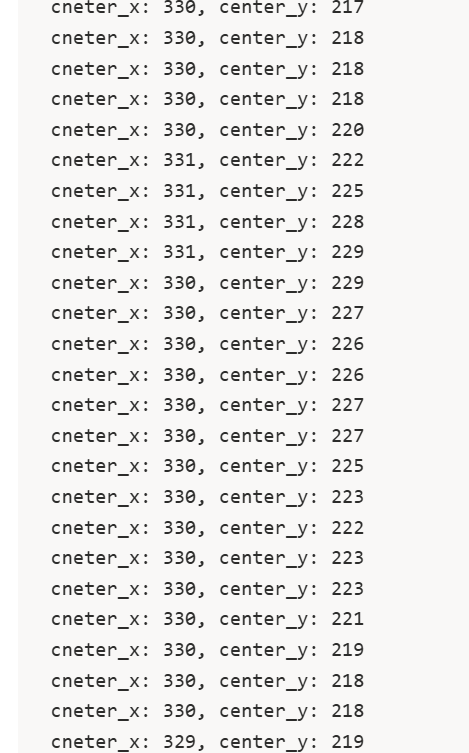 cneter_x: 330, center_y: 217
cneter_x: 330, center_y: 218
cneter_x: 330, center_y: 218
cneter_x: 330, center_y: 218
cneter_x: 330, center_y: 220
cneter_x: 331, center_y: 222
cneter_x: 331, center_y: 225
cneter_x: 331, center_y: 228
cneter_x: 331, center_y: 229
cneter_x: 330, center_y: 229
cneter_x: 330, center_y: 227
cneter_x: 330, center_y: 226
cneter_x: 330, center_y: 226
cneter_x: 330, center_y: 227
cneter_x: 330, center_y: 227
cneter_x: 330, center_y: 225
cneter_x: 330, center_y: 223
cneter_x: 330, center_y: 222
cneter_x: 330, center_y: 223
cneter_x: 330, center_y: 223
cneter_x: 330, center_y: 221
cneter_x: 330, center_y: 219
cneter_x: 330, center_y: 218
cneter_x: 330, center_y: 218
cneter_x: 329, center_y: 219